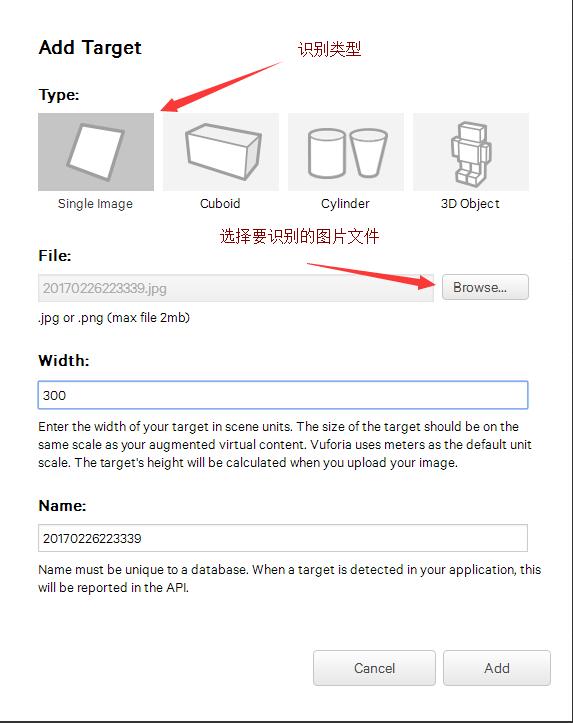 Add Target
识别类型
Type:
Single Image
Cuboid
Cylinder
3D Object
选择要识别的图片文件
File:
20170226223339.jpg
Browse...
.jpg or .png (max file 2mb)
Width:
300
Enter the width of your target in scene units. The size of the target should be on the
same scale as your augmented virtual content. Vuforia uses meters as the default unit
scale. The target's height will be calculated when you upload your image.
Name:
20170226223339
Name must be unique to a database. When a target is detected in your application, this
will be reported in the API.
Cancel
Add